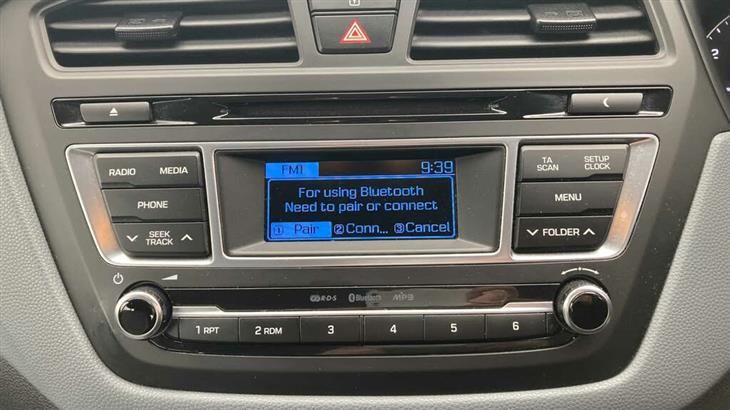 FM1 9:39
For using Bluetooth
Need to pair or connect
① Pair ② Conn... ③ Cancel
RADIO MEDIA
PHONE
SEEK
TRACK
TA
SCAN
SETUP
CLOCK
MENU
FOLDER
R·D·S Bluetooth MP3
1 RPT 2 RDM 3 4 5 6
2